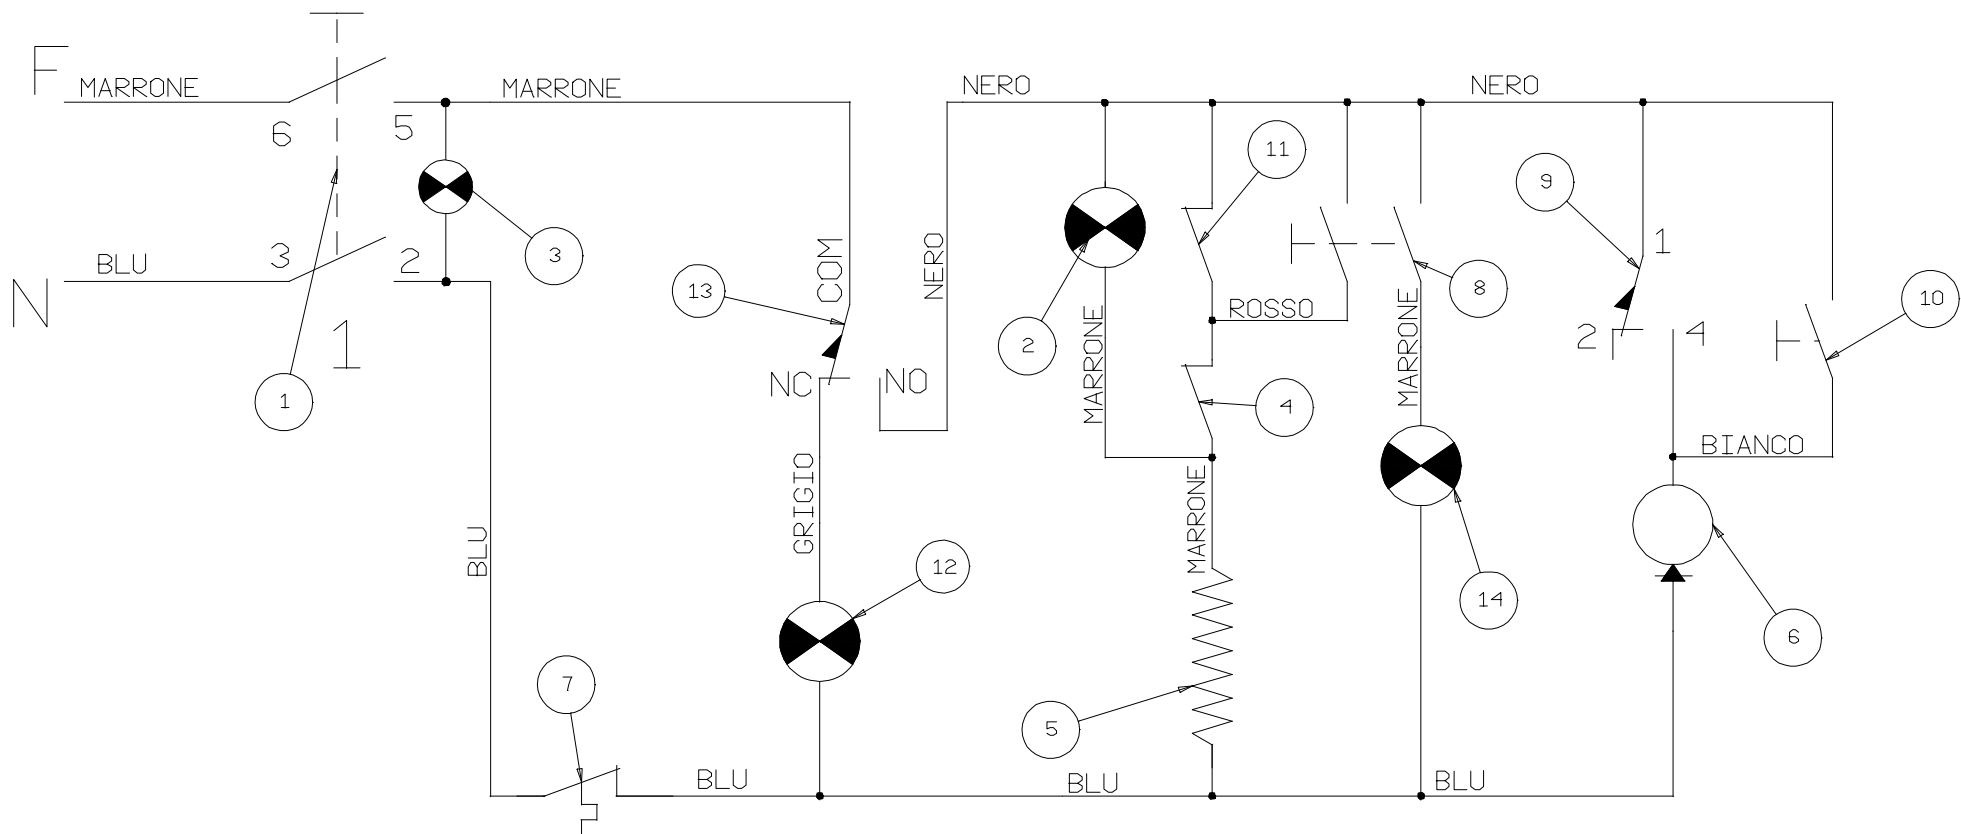 F
MARRONE
6
5
MARRONE
NERO
NERO
11
9
N
BLU
3
2
3
13
COM
NERO
2
MARRONE
ROSSO
8
MARRONE
1
2
4
10
1
1
NC
NO
4
BIANCO
BLU
GRIGIO
12
MARRONE
14
6
7
5
BLU
BLU
BLU